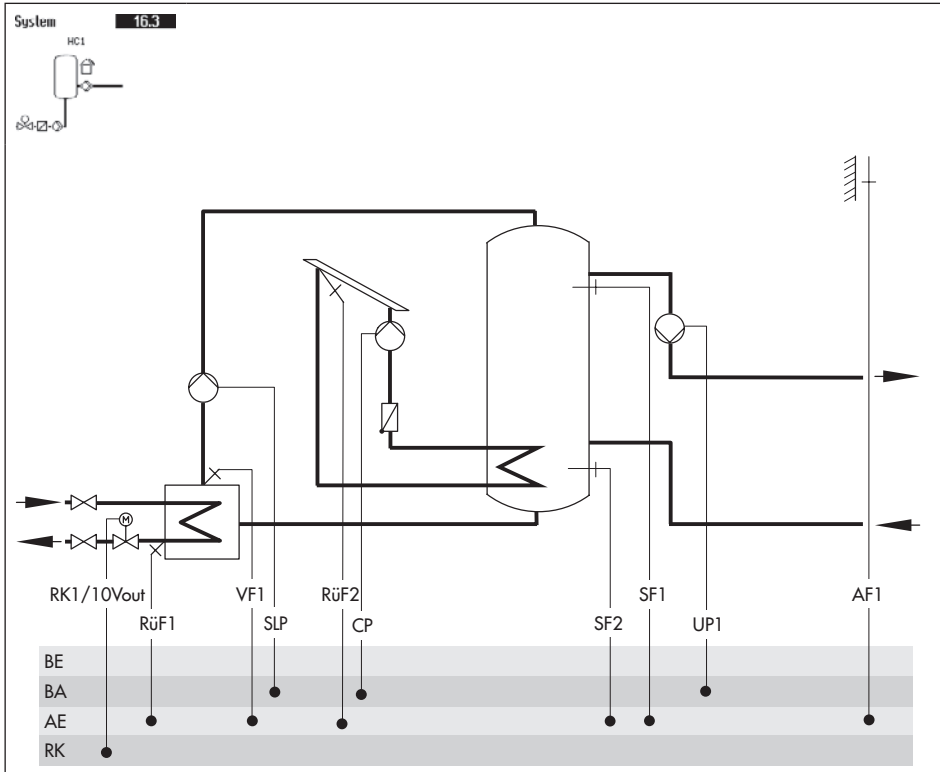 System 16.3
HC1
M
RK1/10Vout VF1 RüF2 SF1 AF1
RüF1 SLP CP SF2 UP1
BE
BA
AE
RK